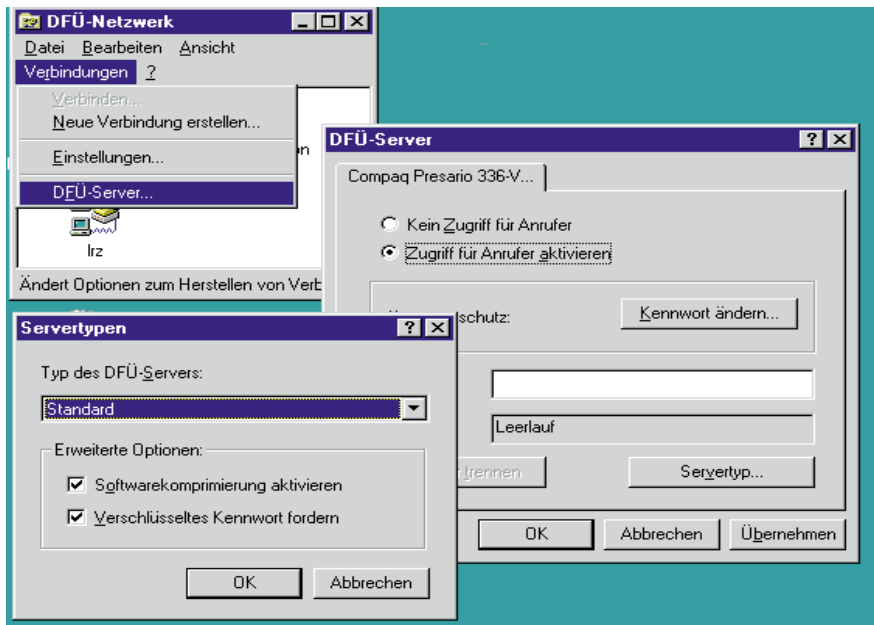 DFÜ-Netzwerk
Datei Bearbeiten Ansicht
Verbindungen ?
Verbinden...
Neue Verbindung erstellen...
Einstellungen...
DFÜ-Server...
lrz
Ändert Optionen zum Herstellen von
DFÜ-Server
Compaq Presario 336-V...
Kein Zugriff für Anrufer
Zugriff für Anrufer aktivieren
schutz:
Kennwort ändern...
Leerlauf
trennen
Servertyp...
OK Abbrechen Übernehmen
Servertypen
Typ des DFÜ-Servers:
Standard
Erweiterte Optionen:
Softwarekomprimierung aktivieren
Verschlüsseltes Kennwort fordern
OK Abbrechen